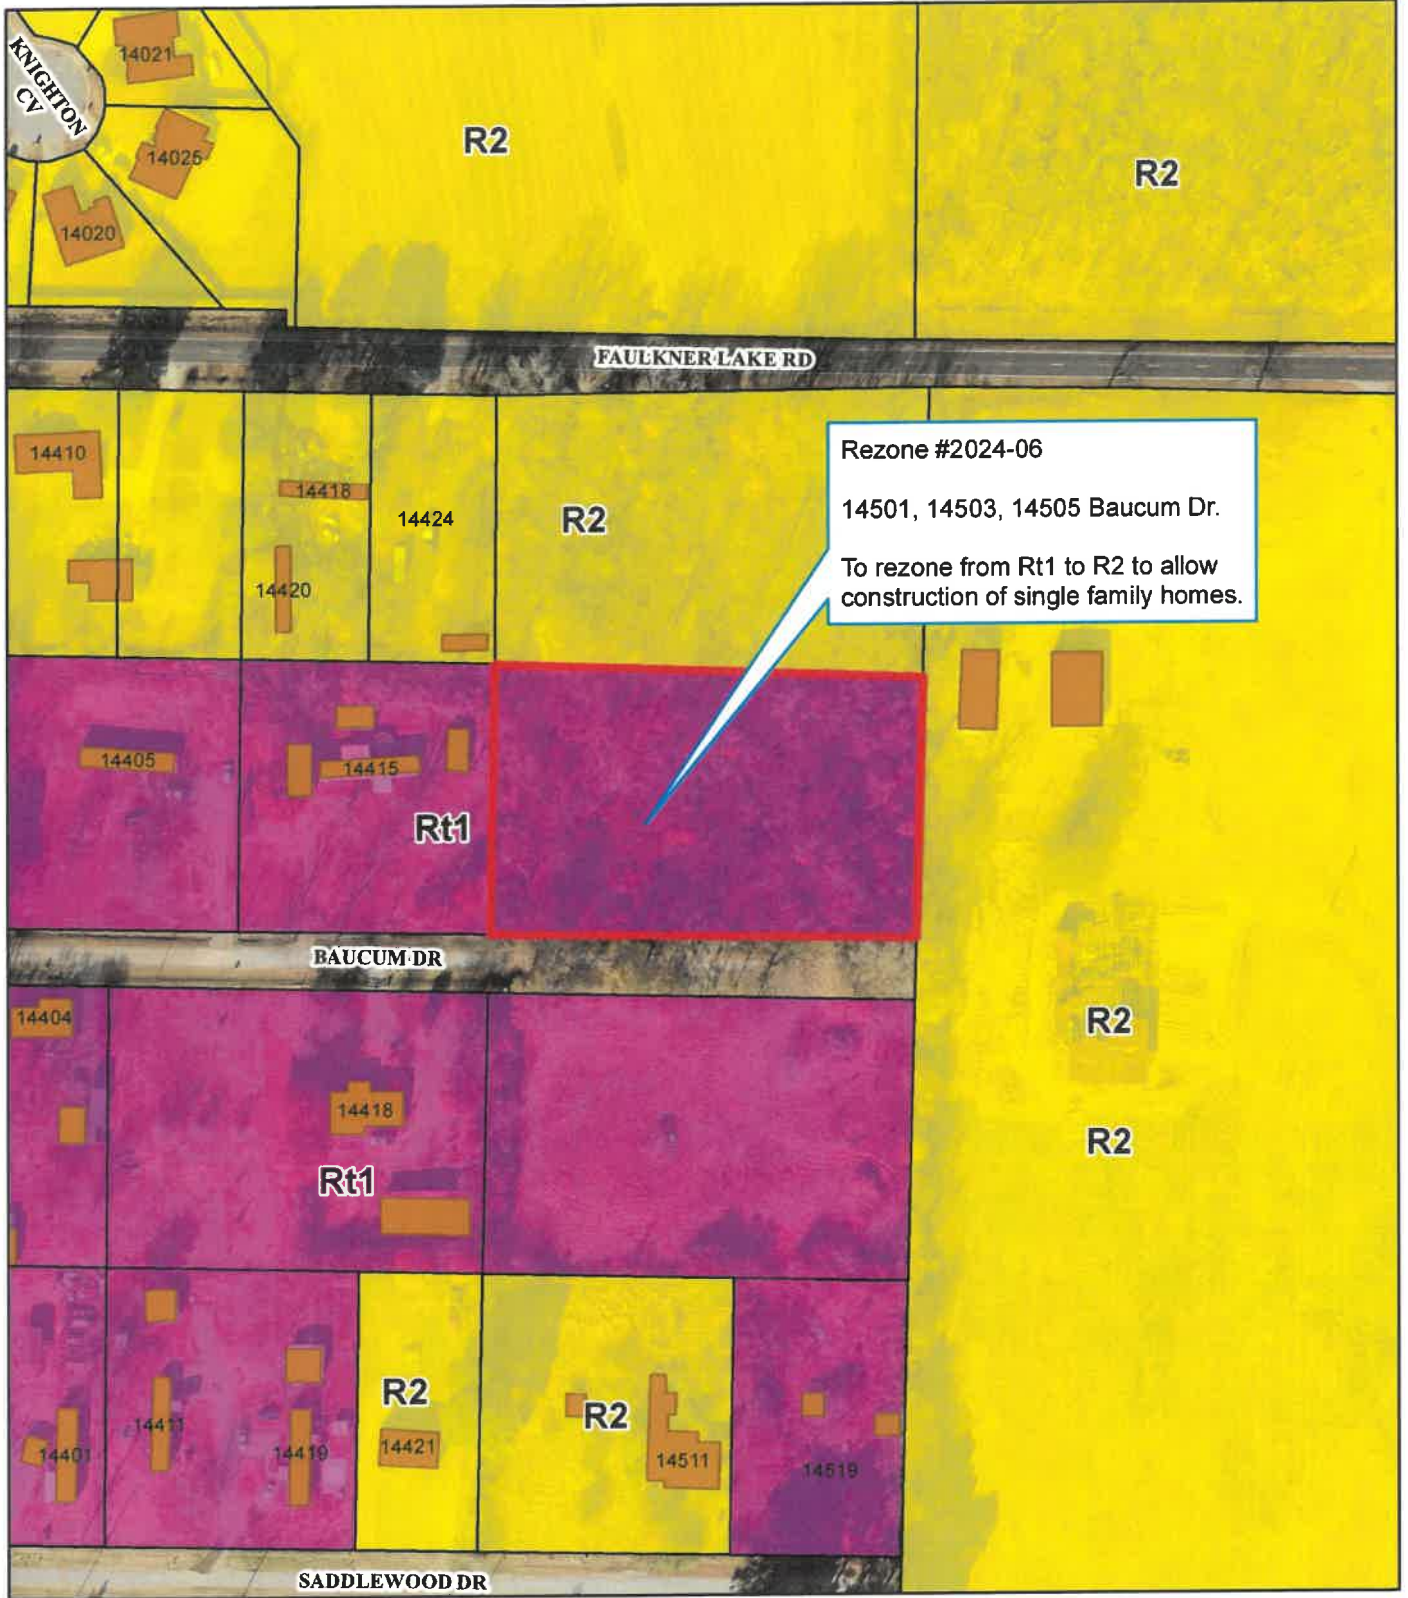 KNIGHTON
CV
14021
14025
14020
R2
R2
FAULKNER LAKE RD
14410
14418
14420
14424
R2
Rezone #2024-06
14501, 14503, 14505 Baucum Dr.
To rezone from Rt1 to R2 to allow
construction of single family homes.
14405
14415
Rt1
BAUCUM DR
14404
14418
Rt1
R2
R2
14401
14411
14419
R2
14421
R2
14511
14519
SADDLEWOOD DR